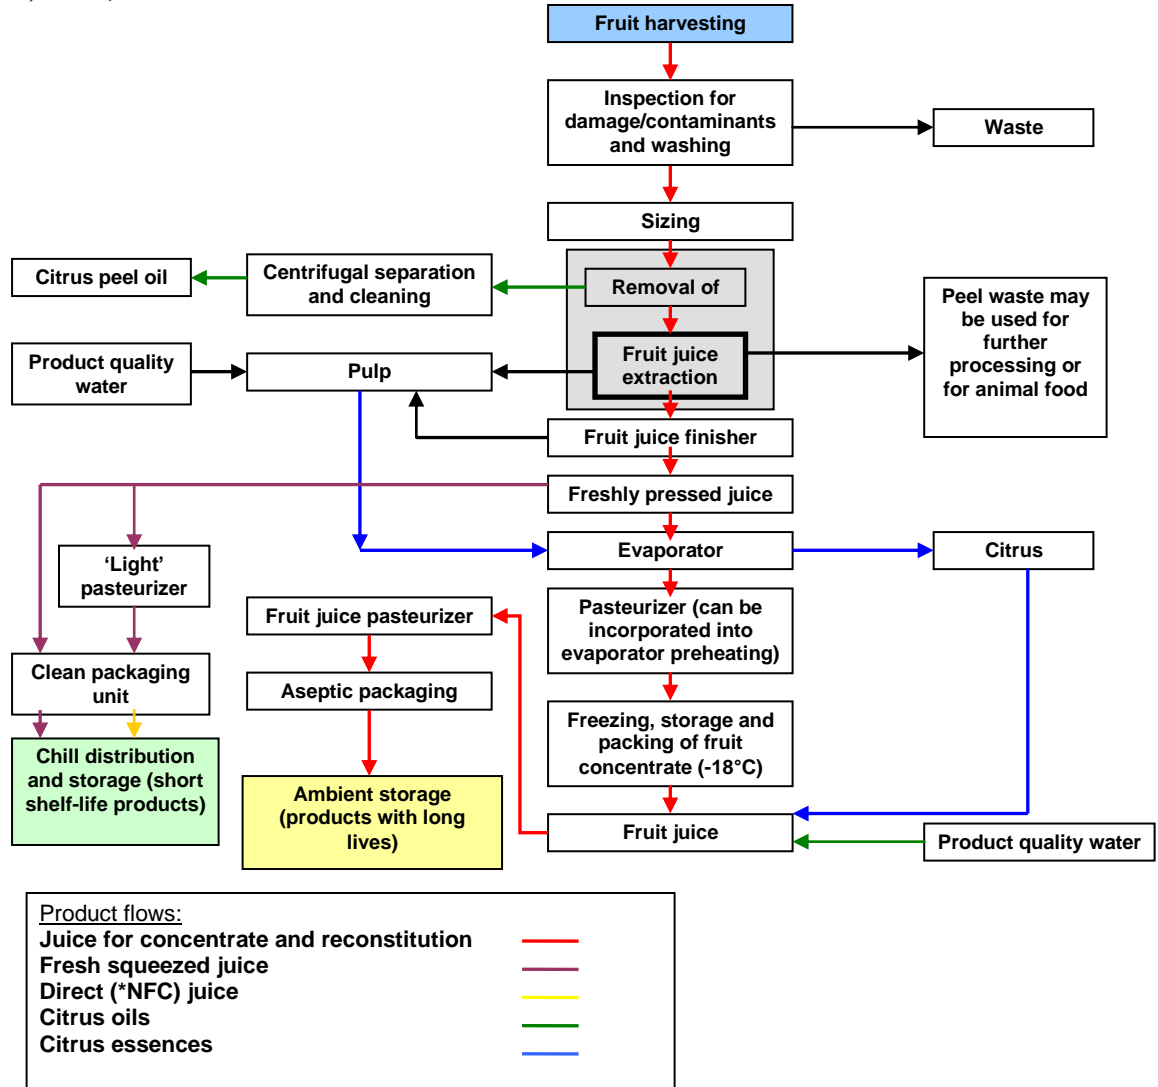 Fruit harvesting
Inspection for
damage/contaminants
and washing
Waste
Sizing
Citrus peel oil
Centrifugal separation
and cleaning
Removal of
Peel waste may
be used for
further
processing or
for animal food
Product quality
water
Pulp
Fruit juice
extraction
Fruit juice finisher
Freshly pressed juice
Evaporator
Citrus
‘Light’
pasteurizer
Fruit juice pasteurizer
Pasteurizer (can be
incorporated into
evaporator preheating)
Clean packaging
unit
Aseptic packaging
Freezing, storage and
packing of fruit
concentrate (-18°C)
Chill distribution
and storage (short
shelf-life products)
Ambient storage
(products with long
lives)
Fruit juice
Product quality water
Product flows:
Juice for concentrate and reconstitution
Fresh squeezed juice
Direct (*NFC) juice
Citrus oils
Citrus essences